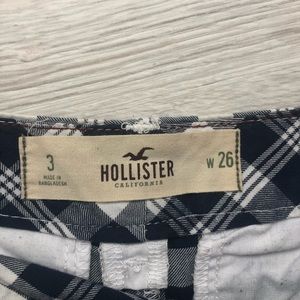 3
MADE IN
BANGLADESH
HOLLISTER
CALIFORNIA
W 26